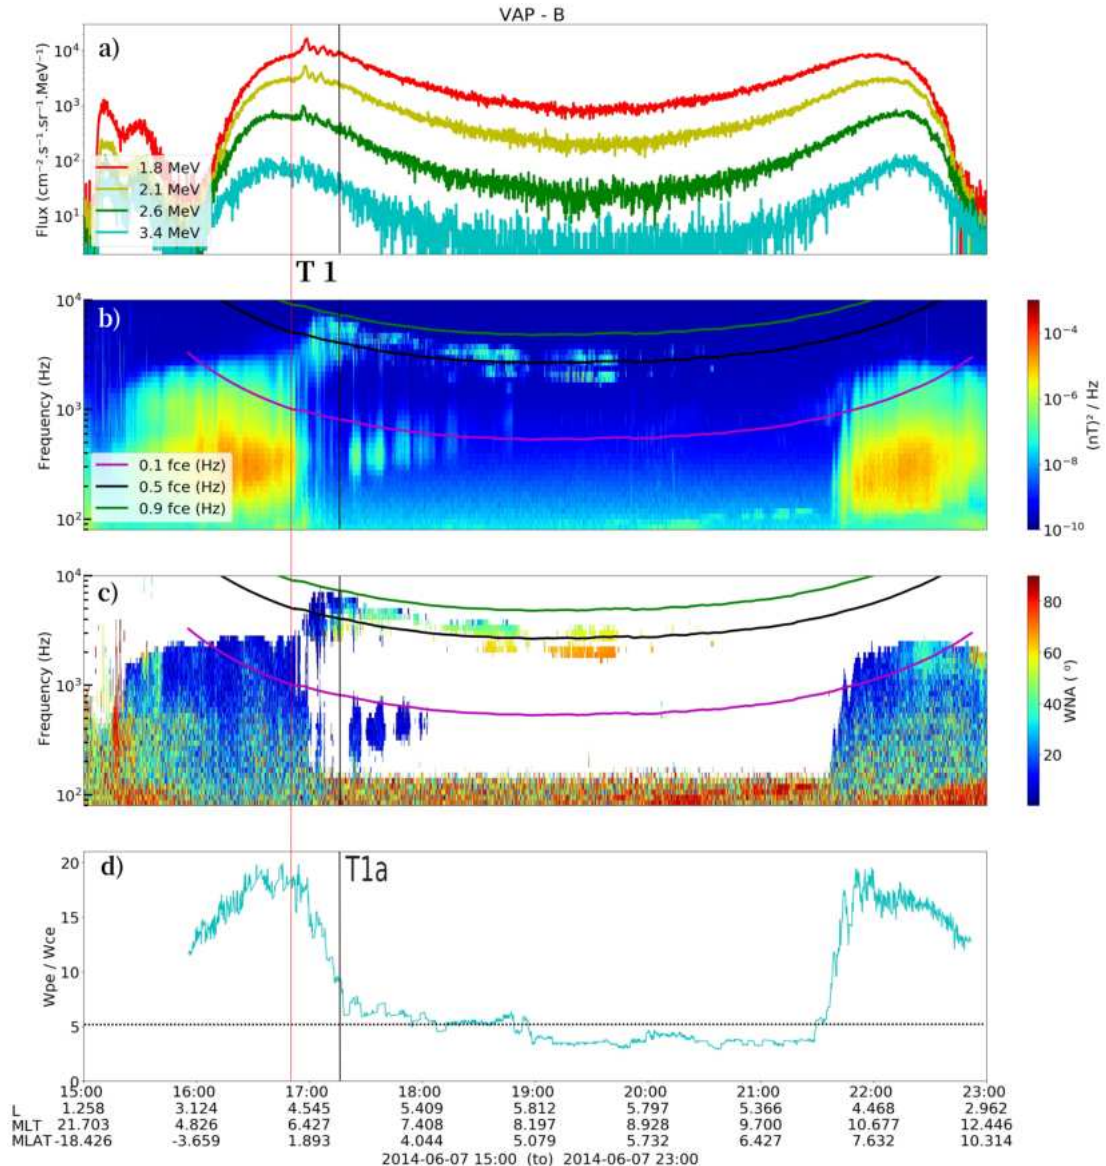 VAP - B
a)
Flux (cm⁻².s⁻¹.sr⁻¹.MeV⁻¹)
10⁴
10³
10²
10¹
1.8 MeV
2.1 MeV
2.6 MeV
3.4 MeV
T 1
b)
Frequency (Hz)
10⁴
10³
10²
0.1 fce (Hz)
0.5 fce (Hz)
0.9 fce (Hz)
10⁻⁴
10⁻⁶
10⁻⁸
10⁻¹⁰
(nT)² / Hz
c)
Frequency (Hz)
10⁴
10³
10²
80
60
40
20
WNA ( °)
d)
T1a
Wpe / Wce
20
15
10
5
0
15:00 16:00 17:00 18:00 19:00 20:00 21:00 22:00 23:00
L 1.258 3.124 4.545 5.409 5.812 5.797 5.366 4.468 2.962
MLT 21.703 4.826 6.427 7.408 8.197 8.928 9.700 10.677 12.446
MLAT -18.426 -3.659 1.893 4.044 5.079 5.732 6.427 7.632 10.314
2014-06-07 15:00 (to) 2014-06-07 23:00